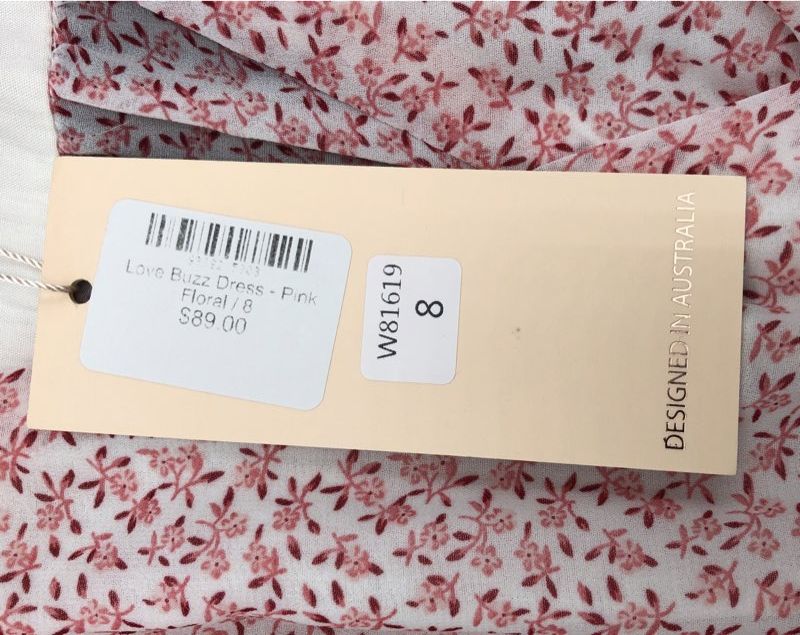 Love Buzz Dress - Pink
Floral / 8
$89.00
W81619
8
DESIGNED IN AUSTRALIA